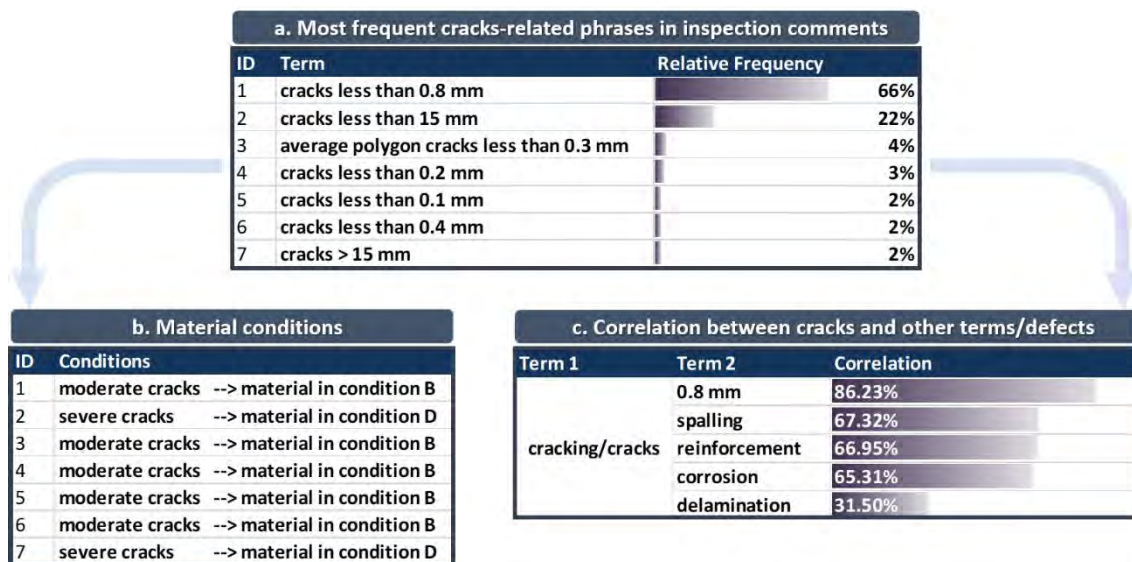 a. Most frequent cracks-related phrases in inspection comments
ID Term Relative Frequency
1 cracks less than 0.8 mm 66%
2 cracks less than 15 mm 22%
3 average polygon cracks less than 0.3 mm 4%
4 cracks less than 0.2 mm 3%
5 cracks less than 0.1 mm 2%
6 cracks less than 0.4 mm 2%
7 cracks > 15 mm 2%
b. Material conditions
ID Conditions
1 moderate cracks --> material in condition B
2 severe cracks --> material in condition D
3 moderate cracks --> material in condition B
4 moderate cracks --> material in condition B
5 moderate cracks --> material in condition B
6 moderate cracks --> material in condition B
7 severe cracks --> material in condition D
c. Correlation between cracks and other terms/defects
Term 1 Term 2 Correlation
0.8 mm 86.23%
spalling 67.32%
cracking/cracks reinforcement 66.95%
corrosion 65.31%
delamination 31.50%